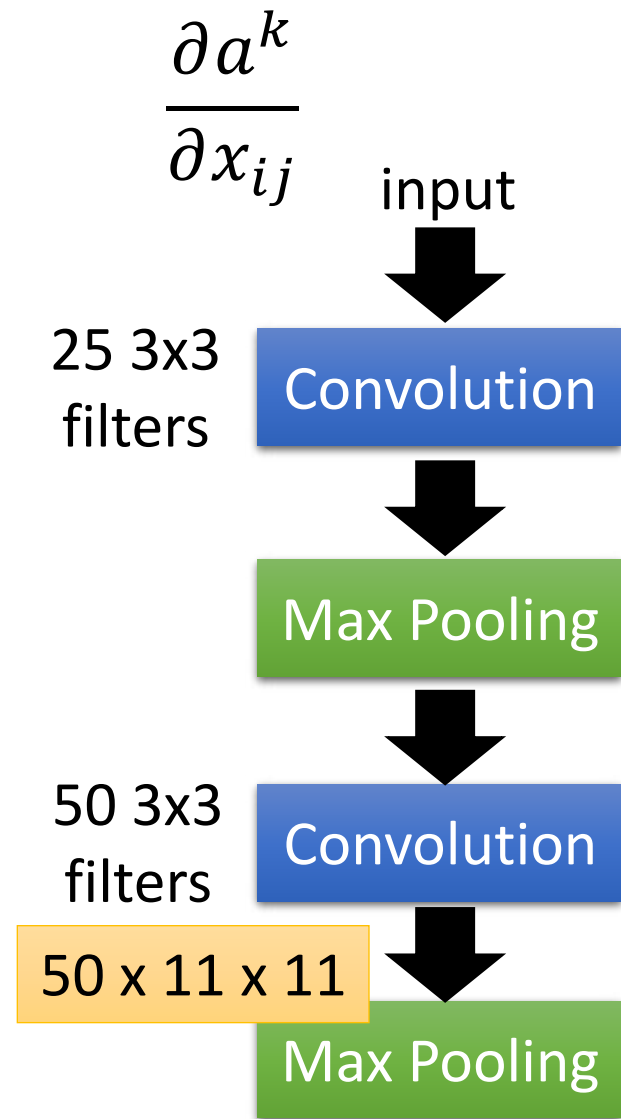 ∂a^k
∂x_ij
input
25 3x3
filters
Convolution
Max Pooling
50 3x3
filters
Convolution
50 x 11 x 11
Max Pooling